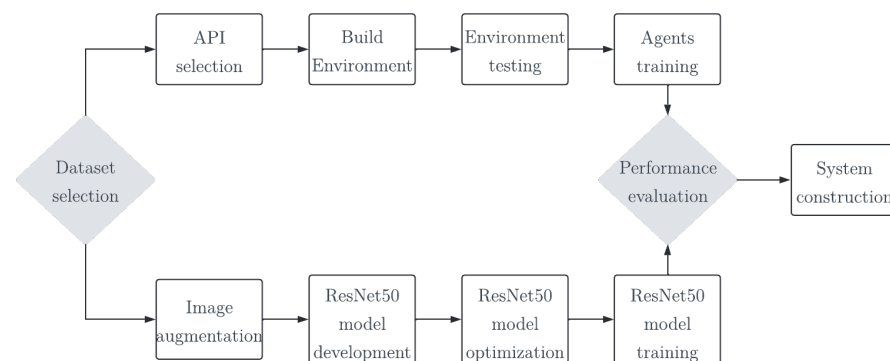 API
selection
Build
Environment
Environment
testing
Agents
training
Dataset
selection
Performance
evaluation
System
construction
Image
augmentation
ResNet50
model
development
ResNet50
model
optimization
ResNet50
model
training